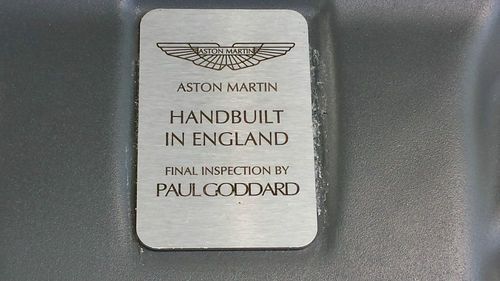 ASTON MARTIN
ASTON MARTIN
HANDBUILT
IN ENGLAND
FINAL INSPECTION BY
PAUL GODDARD